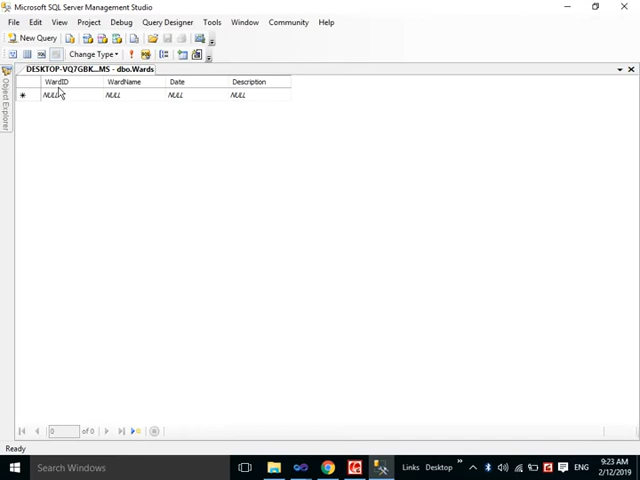 Microsoft SQL Server Management Studio
File Edit View Project Debug Query Designer Tools Window Community Help
New Query
Change Type
DESKTOP-VQ7GBK...MS - dbo.Wards
Object Explorer
WardID WardName Date Description
NULL NULL NULL NULL
0 of 0
Ready
Search Windows
Links Desktop ENG
9:23 AM
2/12/2019